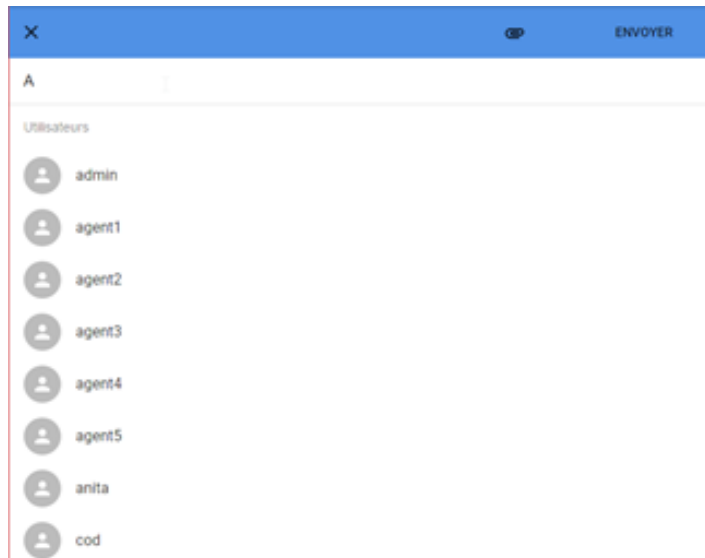 ENVOYER
A
Utilisateurs
admin
agent1
agent2
agent3
agent4
agent5
anita
cod